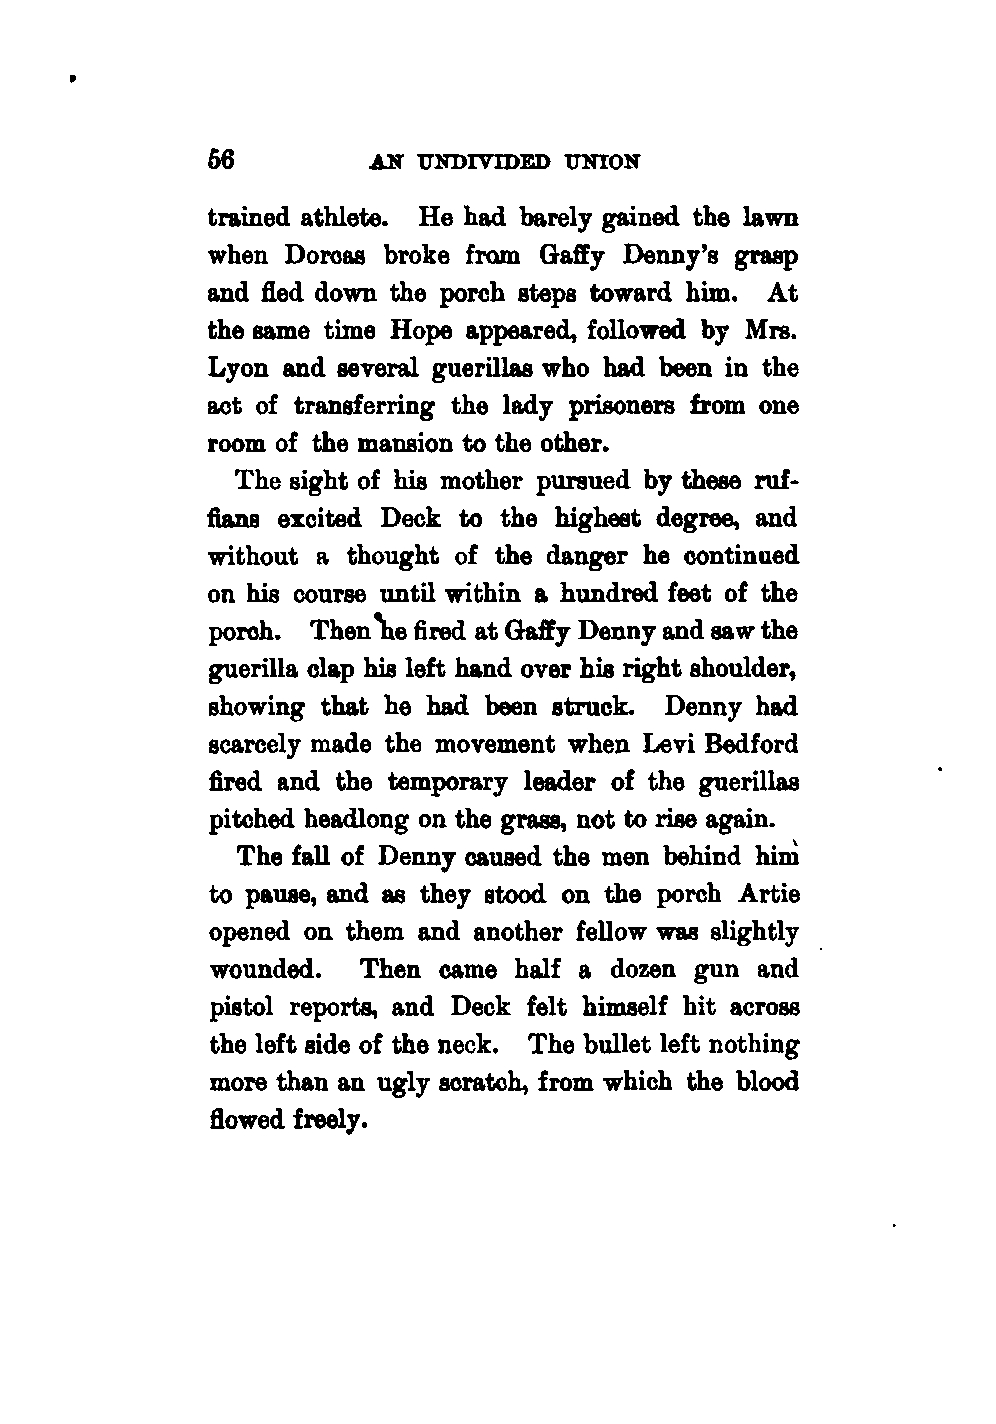 56 AN UNDIVIDED UNION
trained athlete. He had barely gained the lawn
when Dorcas broke from Gaffy Denny's grasp
and fled down the porch steps toward him. At
the same time Hope appeared, followed by Mrs.
Lyon and several guerillas who had been in the
act of transferring the lady prisoners from one
room of the mansion to the other.
The sight of his mother pursued by these ruf-
fians excited Deck to the highest degree, and
without a thought of the danger he continued
on his course until within a hundred feet of the
porch. Then he fired at Gaffy Denny and saw the
guerilla clap his left hand over his right shoulder,
showing that he had been struck. Denny had
scarcely made the movement when Levi Bedford
fired and the temporary leader of the guerillas
pitched headlong on the grass, not to rise again.
The fall of Denny caused the men behind him
to pause, and as they stood on the porch Artie
opened on them and another fellow was slightly
wounded. Then came half a dozen gun and
pistol reports, and Deck felt himself hit across
the left side of the neck. The bullet left nothing
more than an ugly scratch, from which the blood
flowed freely.